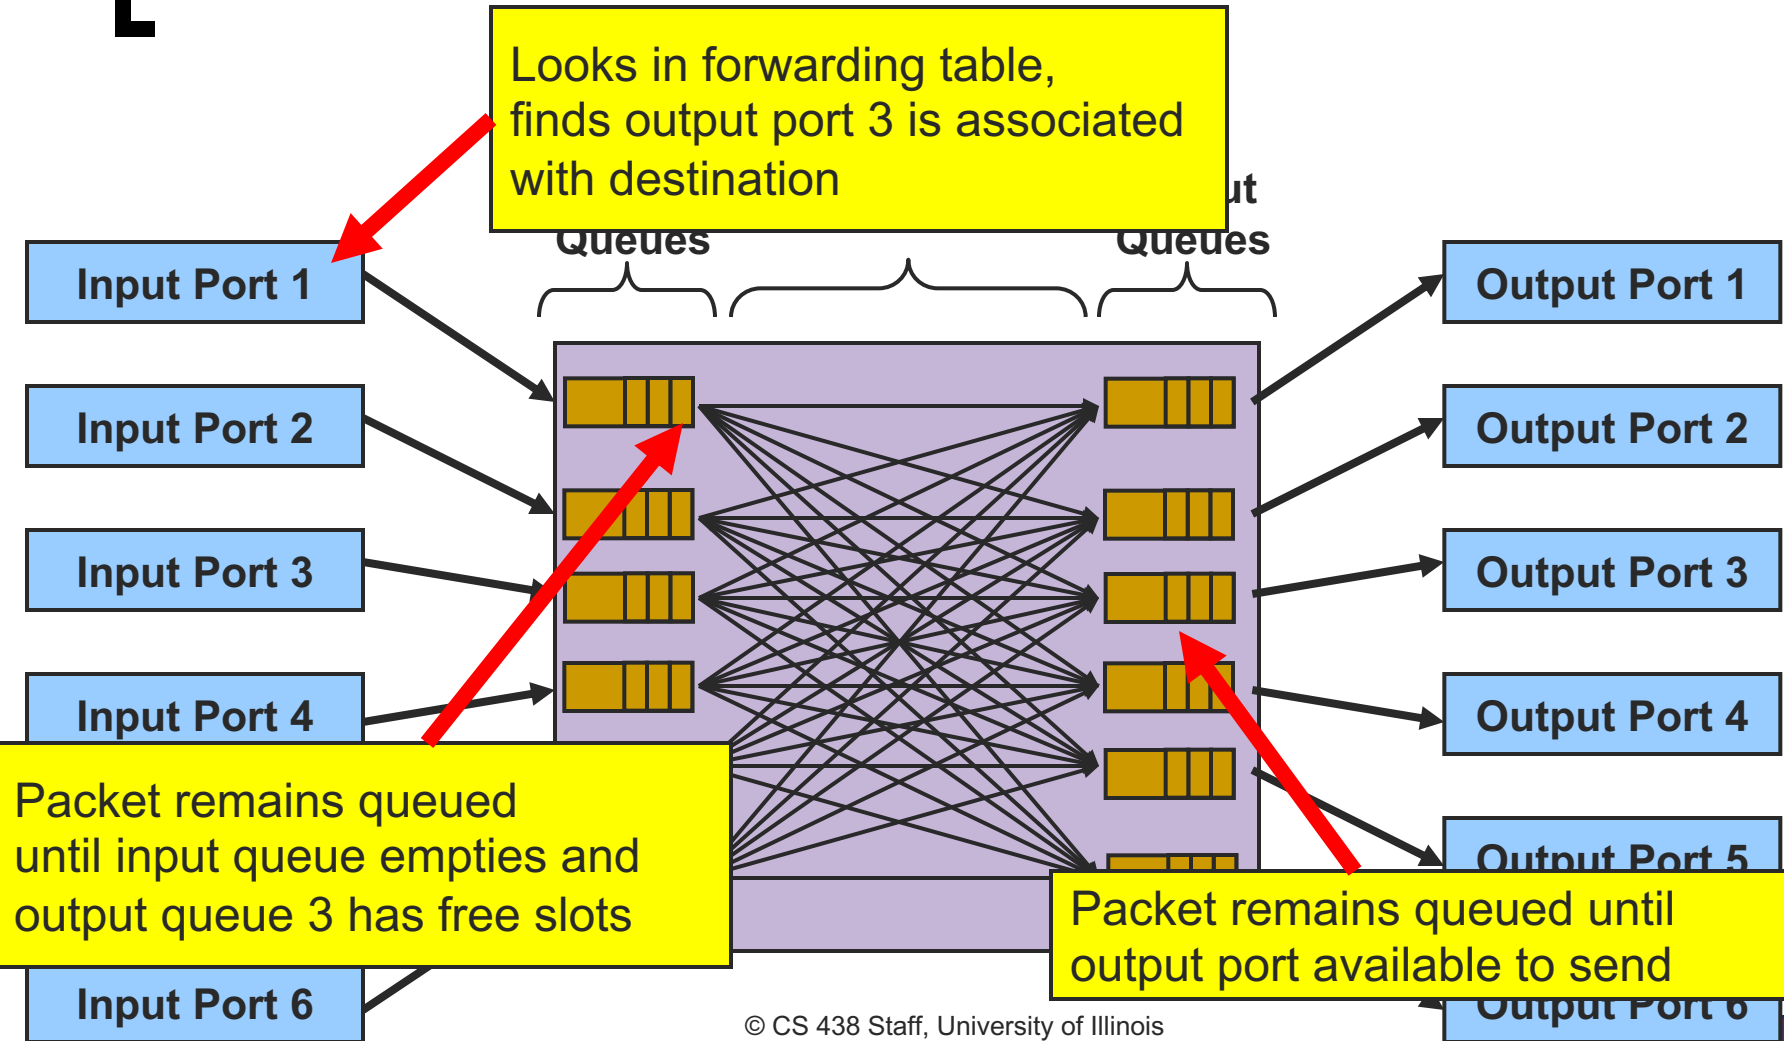 Looks in forwarding table,
finds output port 3 is associated
with destination
Queues
Queues
Input Port 1
Output Port 1
Input Port 2
Output Port 2
Input Port 3
Output Port 3
Input Port 4
Output Port 4
Packet remains queued
until input queue empties and
output queue 3 has free slots
Output Port 5
Packet remains queued until
output port available to send
Input Port 6
Output Port 6
© CS 438 Staff, University of Illinois